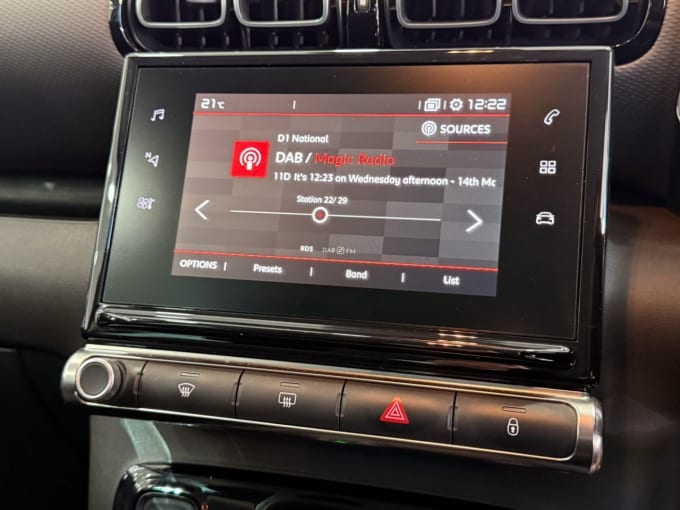 21°C 12:22
SOURCES
D1 National
DAB / Magic Radio
11D It's 12:23 on Wednesday afternoon - 14th Mc
Station 22/ 29
RDS DAB FM
OPTIONS Presets Band List
N